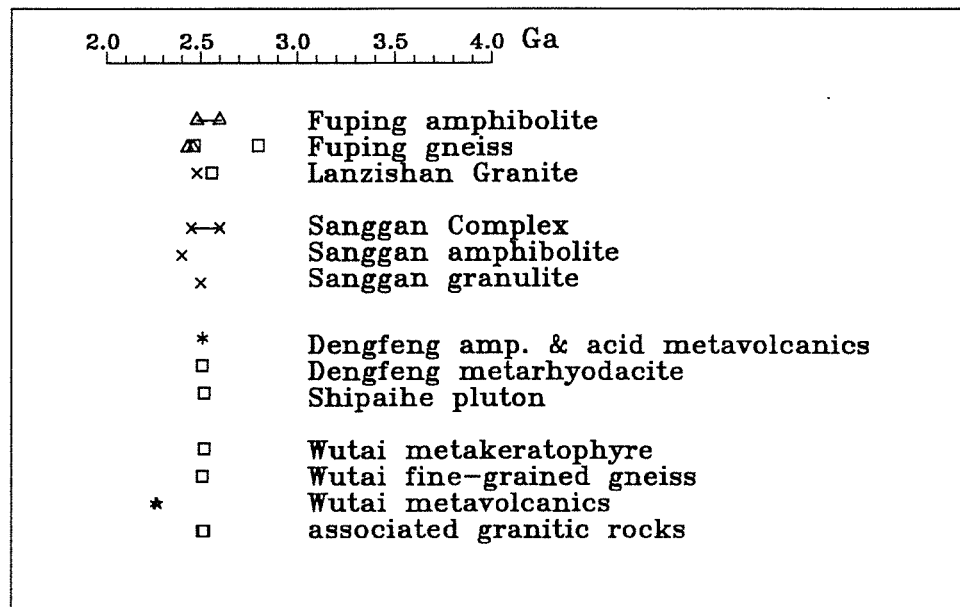 2.0 2.5 3.0 3.5 4.0 Ga
Fuping amphibolite
Fuping gneiss
Lanzishan Granite
Sanggan Complex
Sanggan amphibolite
Sanggan granulite
Dengfeng amp. & acid metavolcanics
Dengfeng metarhyodacite
Shipaihe pluton
Wutai metakeratophyre
Wutai fine-grained gneiss
Wutai metavolcanics
associated granitic rocks